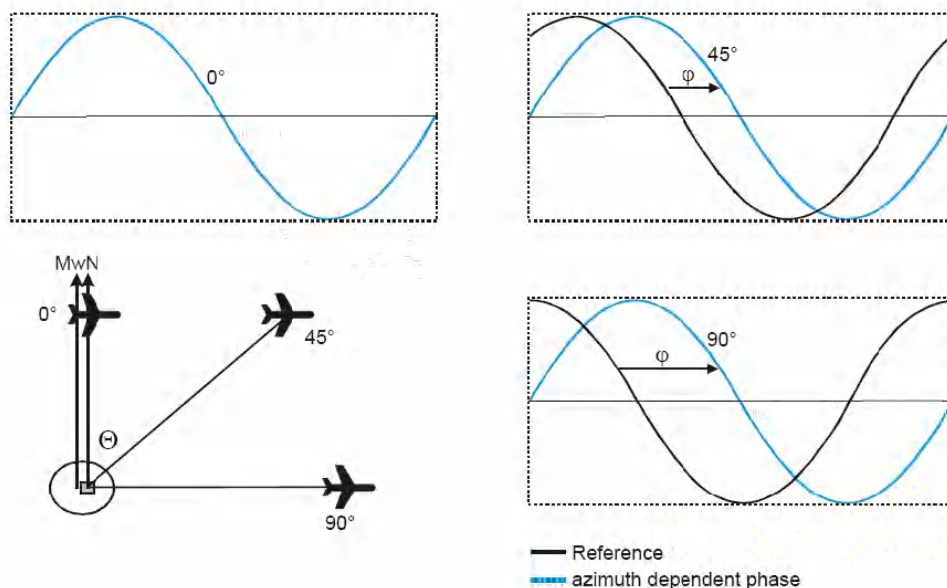 0°
45°
φ
MwN
0°
45°
Θ
90°
90°
φ
Reference
azimuth dependent phase